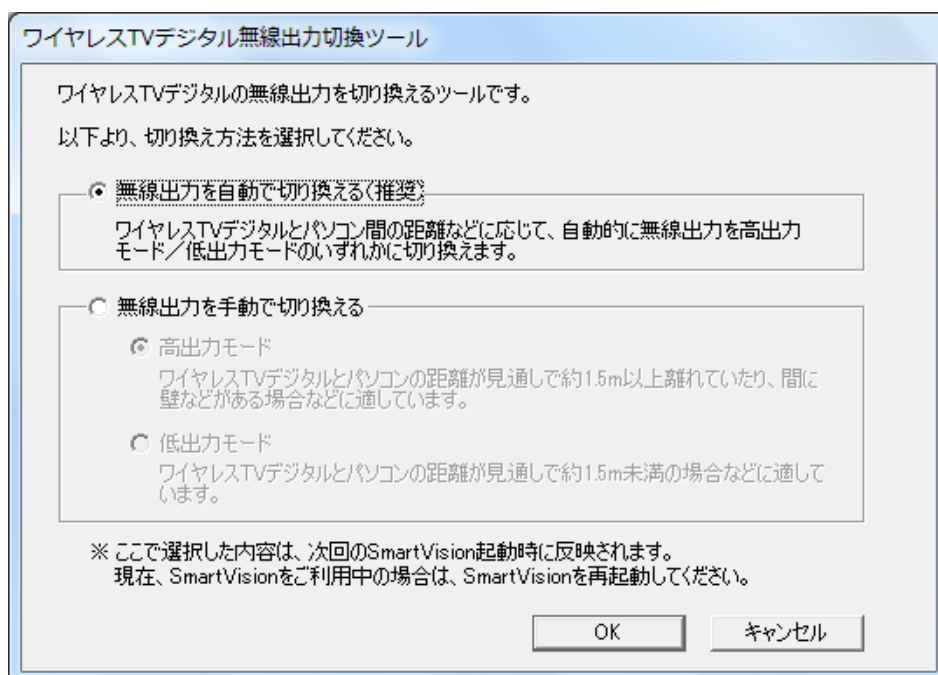 ワイヤレスTVデジタル無線出力切換ツール
ワイヤレスTVデジタルの無線出力を切り換えるツールです。
以下より、切り換え方法を選択してください。
無線出力を自動で切り換える(推奨)
ワイヤレスTVデジタルとパソコン間の距離などに応じて、自動的に無線出力を高出力
モード／低出力モードのいずれかに切り換えます。
無線出力を手動で切り換える
高出力モード
ワイヤレスTVデジタルとパソコンの距離が見通しで約1.5m以上離れていたり、間に
壁などがある場合などに適しています。
低出力モード
ワイヤレスTVデジタルとパソコンの距離が見通しで約1.5m未満の場合などに適して
います。
※ ここで選択した内容は、次回のSmartVision起動時に反映されます。
現在、SmartVisionをご利用中の場合は、SmartVisionを再起動してください。
OK
キャンセル